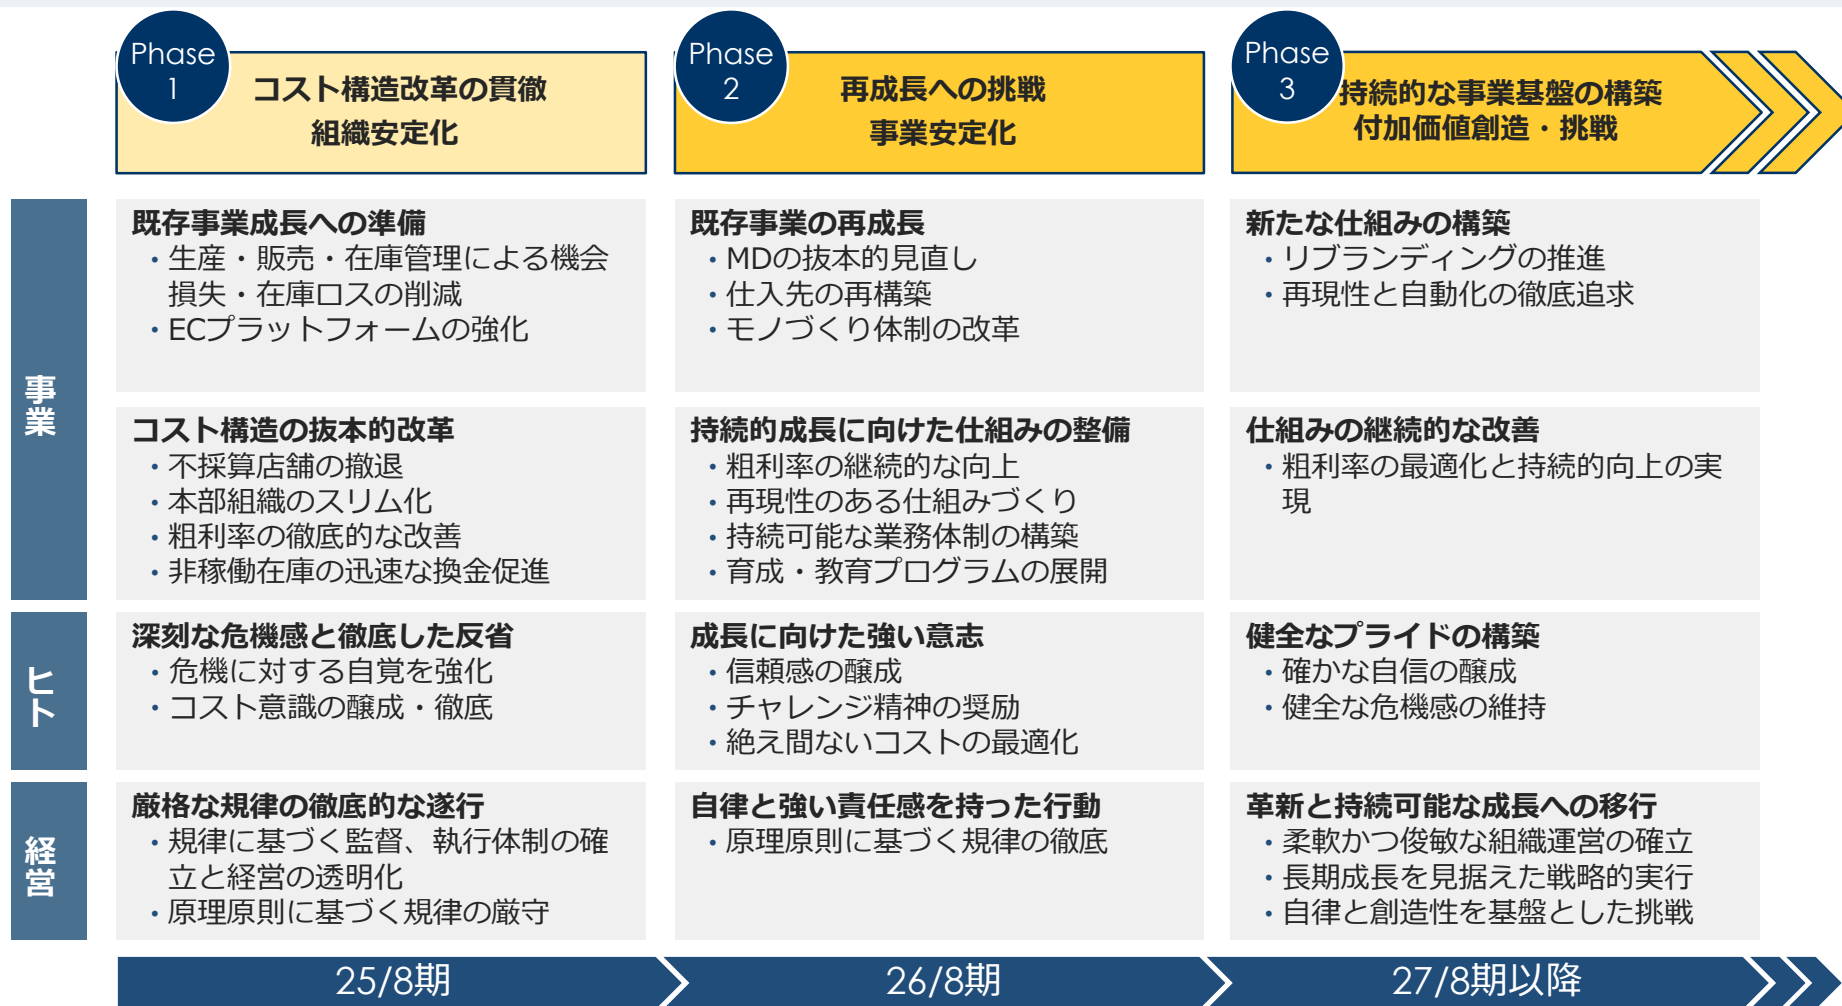 Phase
1
コスト構造改革の貫徹
組織安定化
Phase
2
再成長への挑戦
事業安定化
Phase
3
持続的な事業基盤の構築
付加価値創造・挑戦
事業
既存事業成長への準備
・生産・販売・在庫管理による機会
損失・在庫ロスの削減
・ECプラットフォームの強化
既存事業の再成長
・MDの抜本的見直し
・仕入先の再構築
・モノづくり体制の改革
新たな仕組みの構築
・リブランディングの推進
・再現性と自動化の徹底追求
コスト構造の抜本的改革
・不採算店舗の撤退
・本部組織のスリム化
・粗利率の徹底的な改善
・非稼働在庫の迅速な換金促進
持続的成長に向けた仕組みの整備
・粗利率の継続的な向上
・再現性のある仕組みづくり
・持続可能な業務体制の構築
・育成・教育プログラムの展開
仕組みの継続的な改善
・粗利率の最適化と持続的向上の実
現
ヒト
深刻な危機感と徹底した反省
・危機に対する自覚を強化
・コスト意識の醸成・徹底
成長に向けた強い意志
・信頼感の醸成
・チャレンジ精神の奨励
・絶え間ないコストの最適化
健全なプライドの構築
・確かな自信の醸成
・健全な危機感の維持
経営
厳格な規律の徹底的な遂行
・規律に基づく監督、執行体制の確
立と経営の透明化
・原理原則に基づく規律の厳守
自律と強い責任感を持った行動
・原理原則に基づく規律の徹底
革新と持続可能な成長への移行
・柔軟かつ俊敏な組織運営の確立
・長期成長を見据えた戦略的実行
・自律と創造性を基盤とした挑戦
25/8期
26/8期
27/8期以降